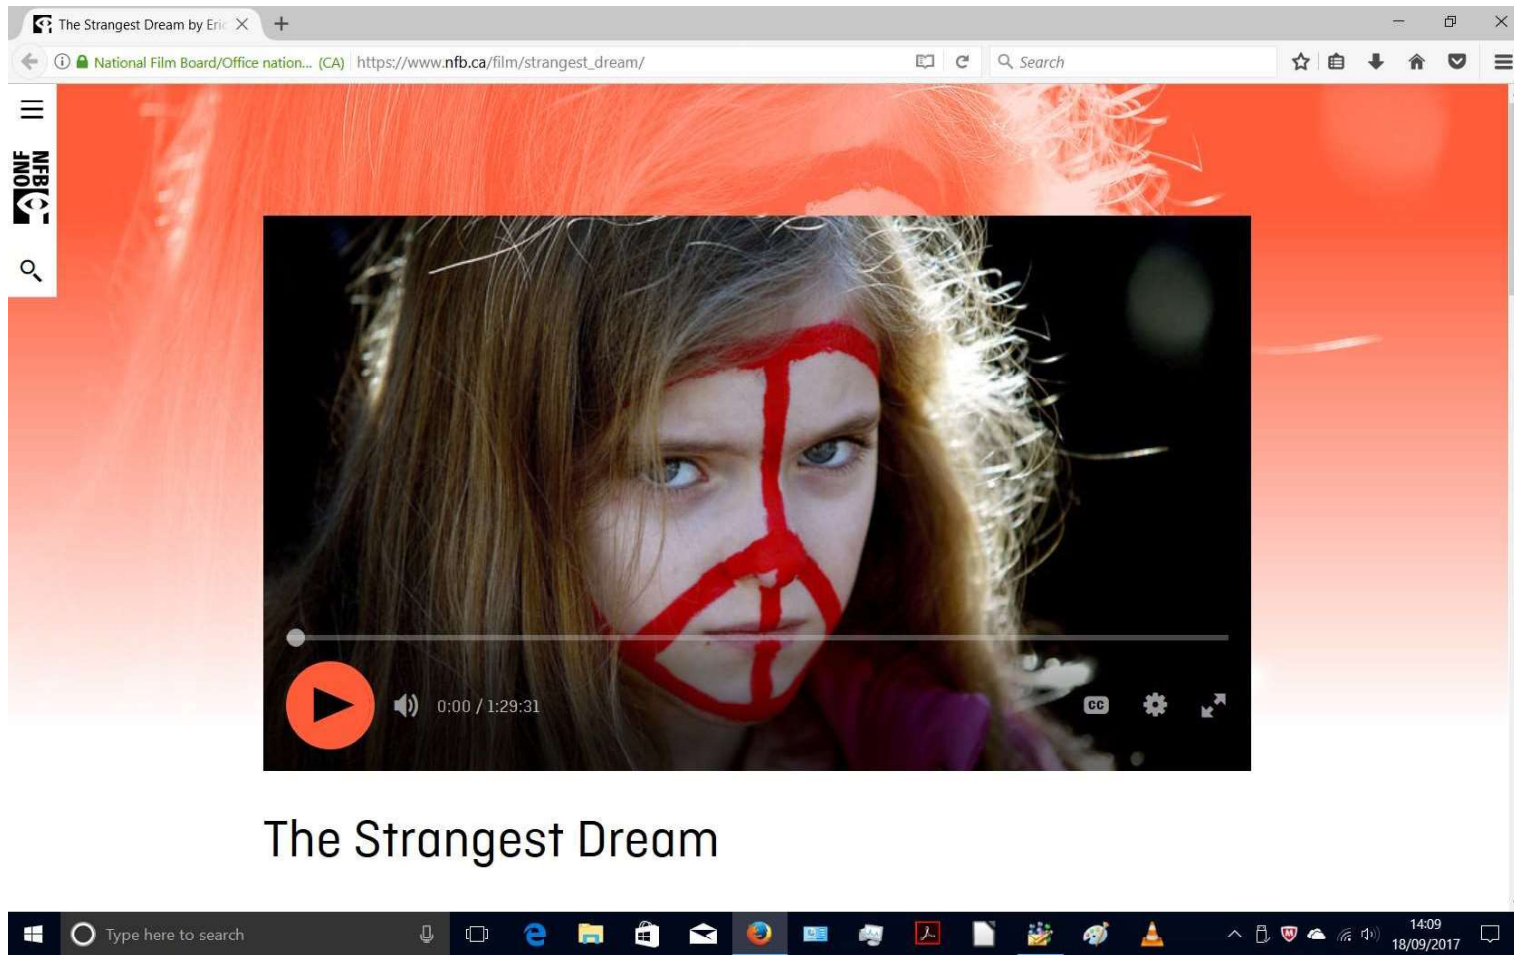 The Strangest Dream by Eric
National Film Board/Office nation... (CA) https://www.nfb.ca/film/strangest_dream/ Search
NFB
ONF
0:00 / 1:29:31 CC
The Strangest Dream
Type here to search
14:09
18/09/2017